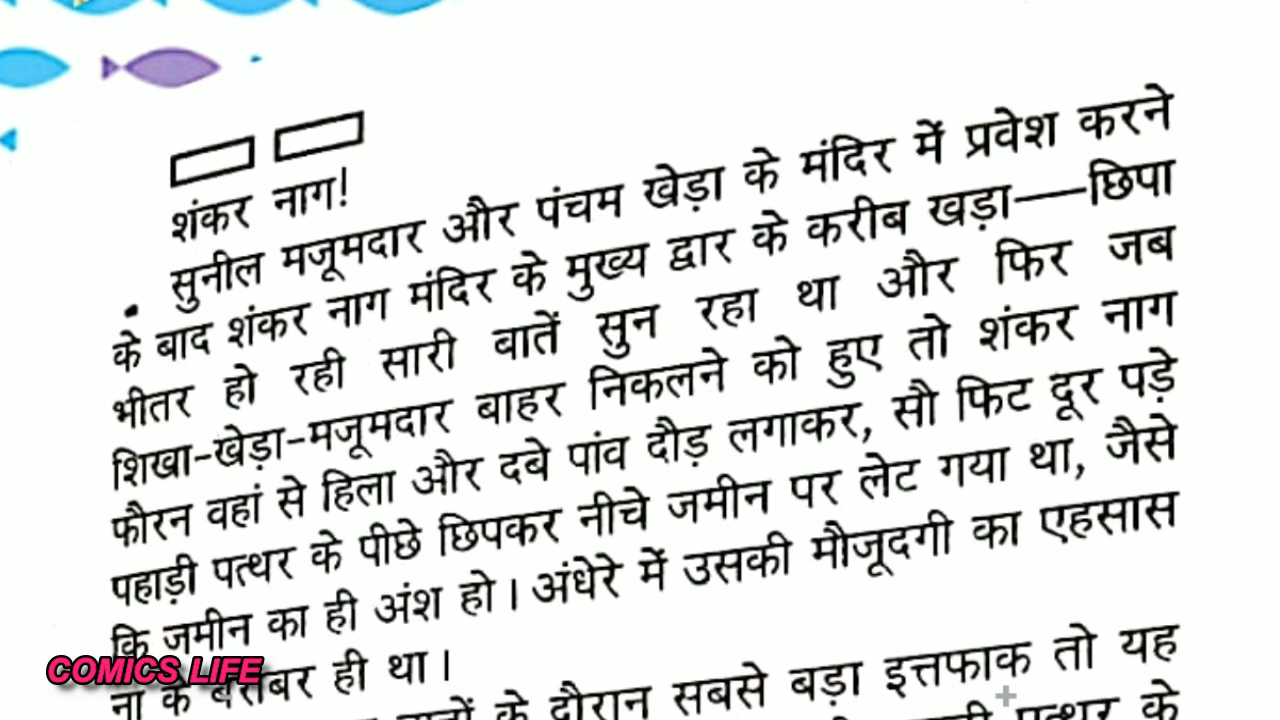 शंकर नाग!
सुनील मजूमदार और पंचम खेड़ा के मंदिर में प्रवेश करने
के बाद शंकर नाग मंदिर के मुख्य द्वार के करीब खड़ा—छिपा
भीतर हो रही सारी बातें सुन रहा था और फिर जब
शिखा-खेड़ा-मजूमदार बाहर निकलने को हुए तो शंकर नाग
फौरन वहां से हिला और दबे पांव दौड़ लगाकर, सौ फिट दूर पड़े
पहाड़ी पत्थर के पीछे छिपकर नीचे जमीन पर लेट गया था, जैसे
कि जमीन का ही अंश हो। अंधेरे में उसकी मौजूदगी का एहसास
ना के बराबर ही था।
के दौरान सबसे बड़ा इत्तफाक तो यह
पत्थर के
COMICS LIFE